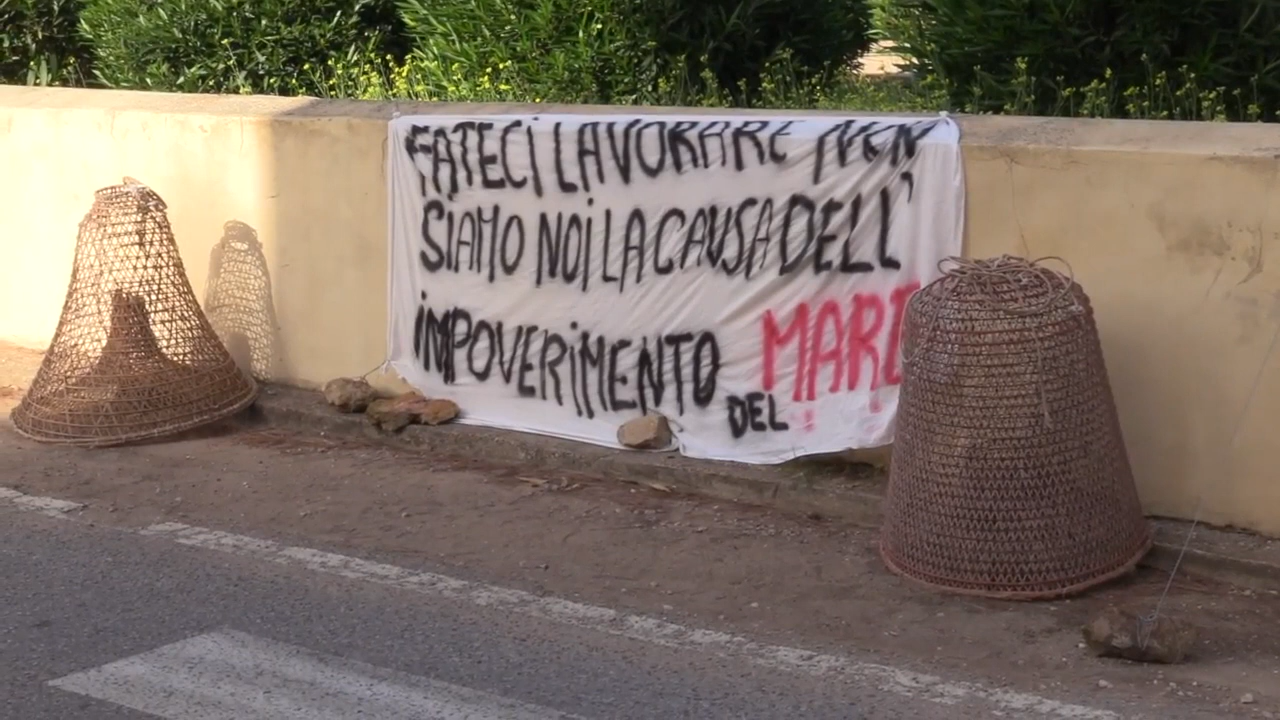 FATECI LAVORARE NON
SIAMO NOI LA CAUSA DELL'
IMPOVERIMENTO DEL MARE